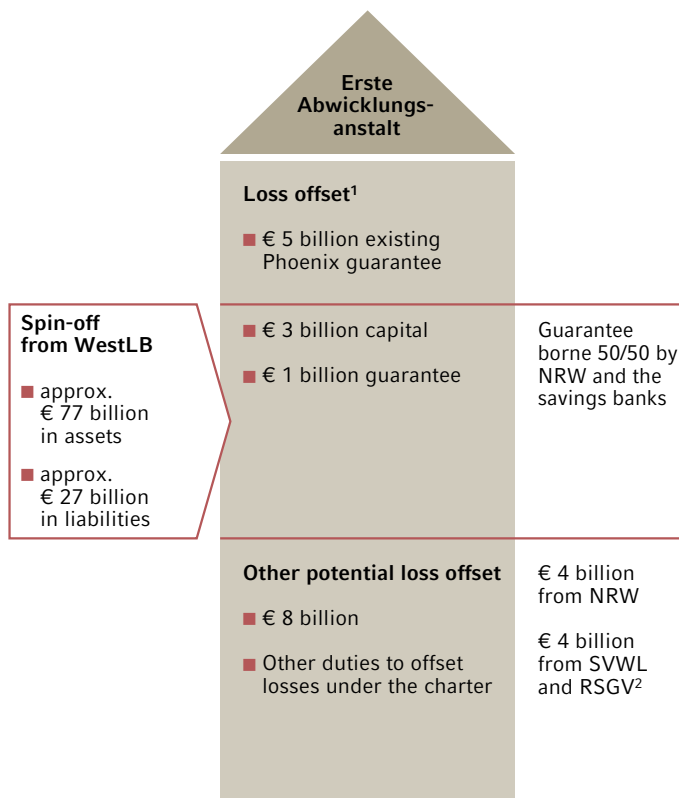 Erste
Abwicklungs-
anstalt
Loss offset¹
■ € 5 billion existing
Phoenix guarantee
Spin-off
from WestLB
■ approx.
€ 77 billion
in assets
■ approx.
€ 27 billion
in liabilities
■ € 3 billion capital
■ € 1 billion guarantee
Guarantee
borne 50/50 by
NRW and the
savings banks
Other potential loss offset
■ € 8 billion
■ Other duties to offset
losses under the charter
€ 4 billion
from NRW
€ 4 billion
from SVWL
and RSGV²